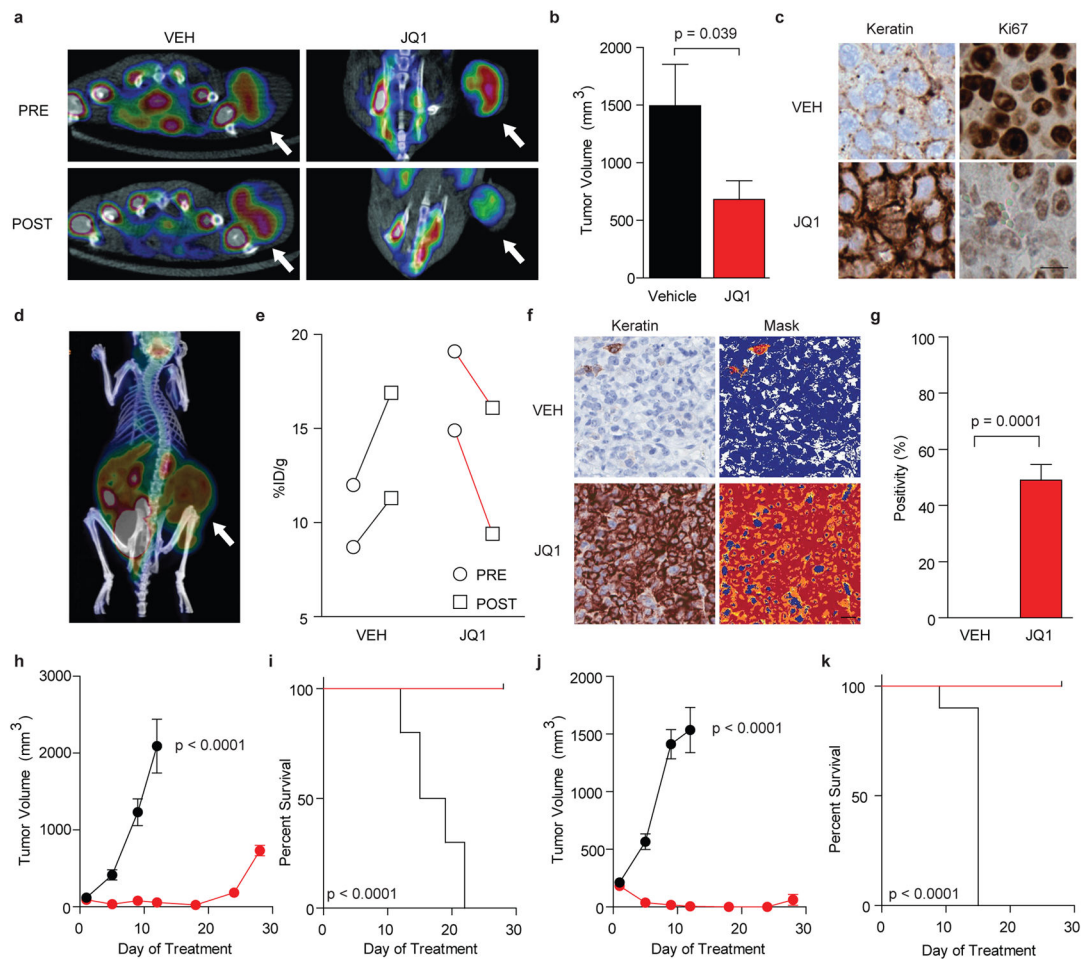 a
VEH
JQ1
PRE
POST
b
p = 0.039
2000
1500
1000
500
0
Tumor Volume (mm³)
Vehicle
JQ1
c
Keratin
Ki67
VEH
JQ1
d
e
20
15
10
5
%ID/g
PRE
POST
VEH
JQ1
f
Keratin
Mask
VEH
JQ1
g
100
80
60
40
20
0
Positivity (%)
p = 0.0001
VEH
JQ1
h
3000
2000
1000
0
Tumor Volume (mm³)
p < 0.0001
0
10
20
30
Day of Treatment
i
100
50
0
Percent Survival
p < 0.0001
0
10
20
30
Day of Treatment
j
2000
1500
1000
500
0
Tumor Volume (mm³)
p < 0.0001
0
10
20
30
Day of Treatment
k
100
50
0
Percent Survival
p < 0.0001
0
10
20
30
Day of Treatment